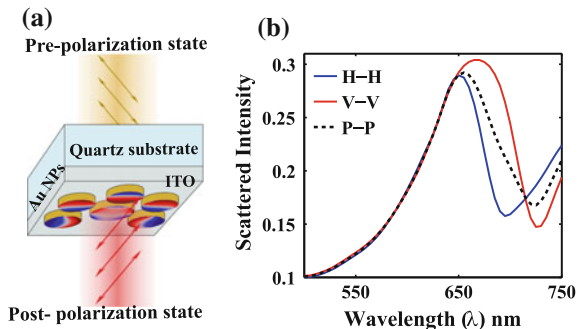 (a)
Pre-polarization state
Quartz substrate
ITO
Au NPs
Post- polarization state
(b)
Scattered Intensity
0.3
0.25
0.2
0.15
0.1
H–H
V–V
P–P
550
650
750
Wavelength (λ) nm